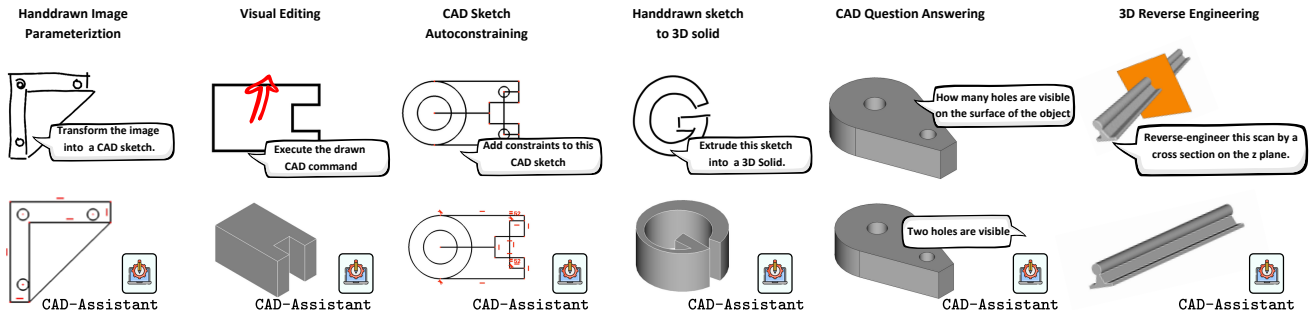 Handdrawn Image
Parameteriztion
Visual Editing
CAD Sketch
Autoconstraining
Handdrawn sketch
to 3D solid
CAD Question Answering
3D Reverse Engineering
Transform the image
into a CAD sketch.
Execute the drawn
CAD command
Add constraints to this
CAD sketch
Extrude this sketch
into a 3D Solid.
How many holes are visible
on the surface of the object
Reverse-engineer this scan by a
cross section on the z plane.
Two holes are visible
CAD-Assistant
CAD-Assistant
CAD-Assistant
CAD-Assistant
CAD-Assistant
CAD-Assistant